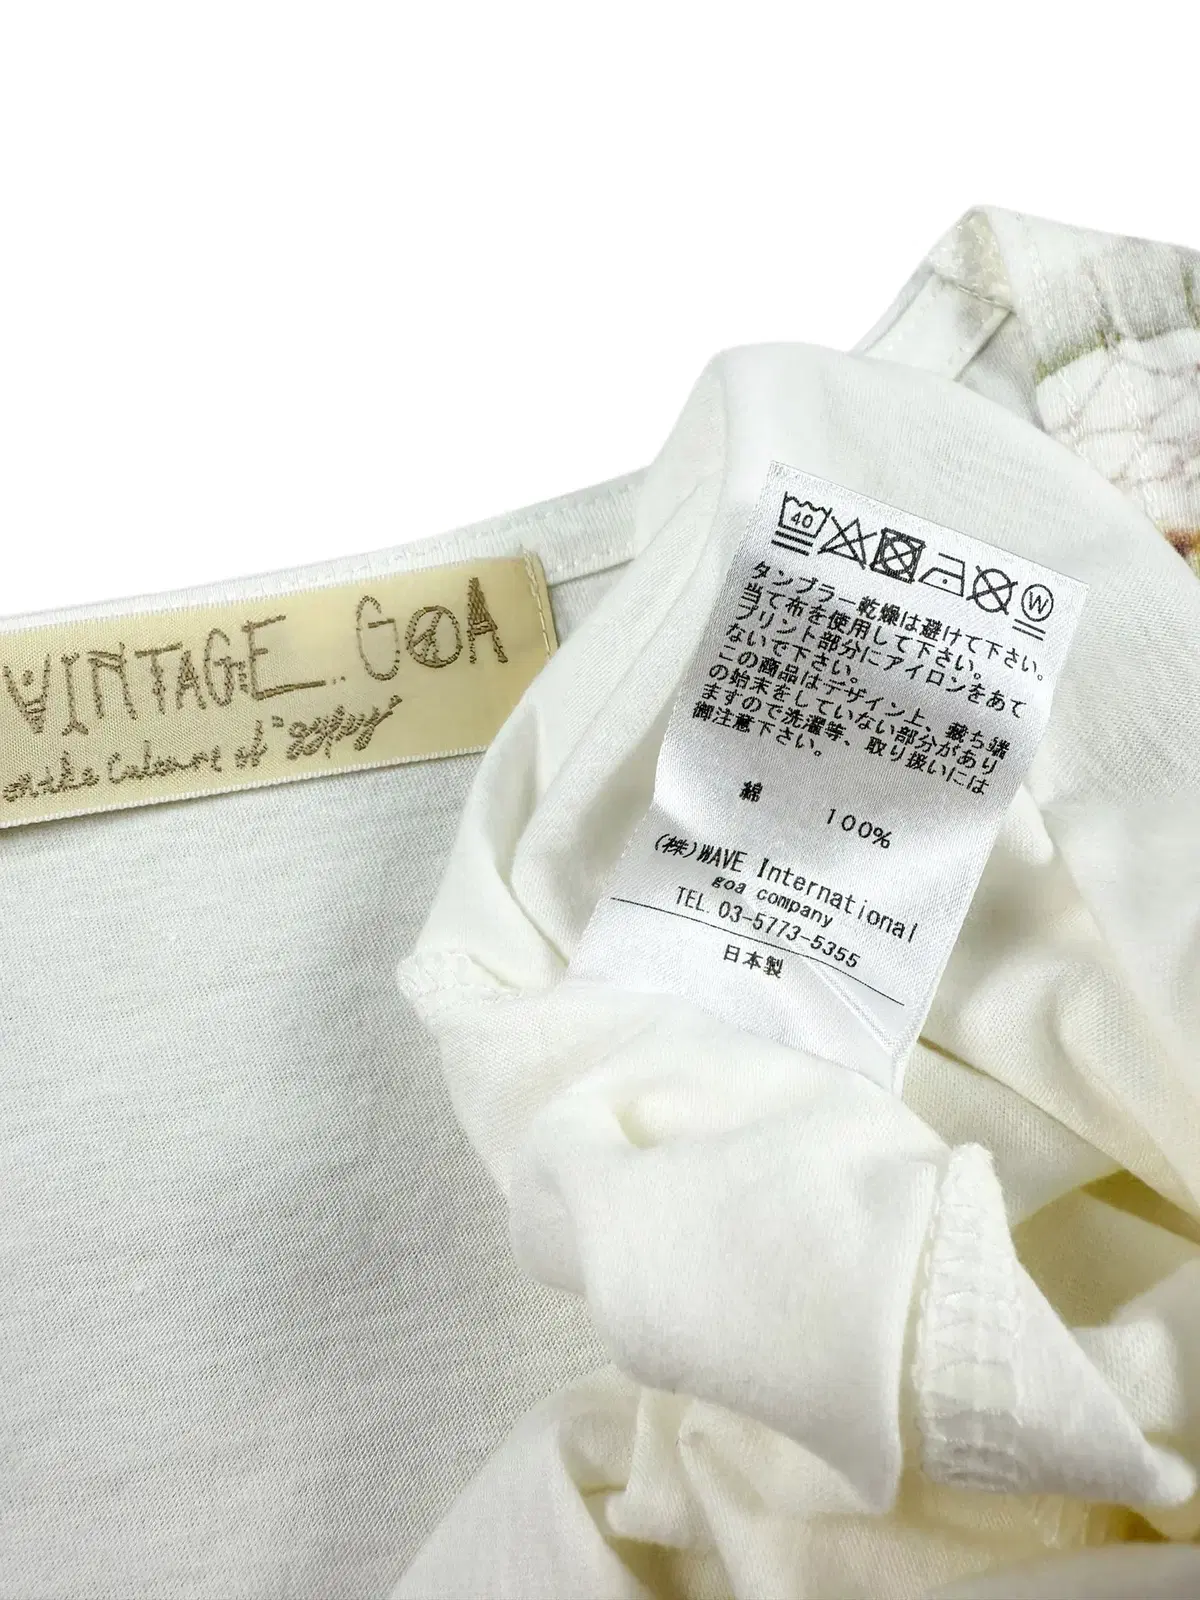 VINTAGE.. GOA
40
W
タンブラー乾燥は避けて下さい。
当て布を使用して下さい。
プリント部分にアイロンをあて
ないで下さい。
この商品はデザイン上、裁ち端
の始末をしていない部分があり
ますので洗濯等、取り扱いには
御注意下さい。
綿 100%
(株)WAVE International
goa company
TEL. 03-5773-5355
日本製